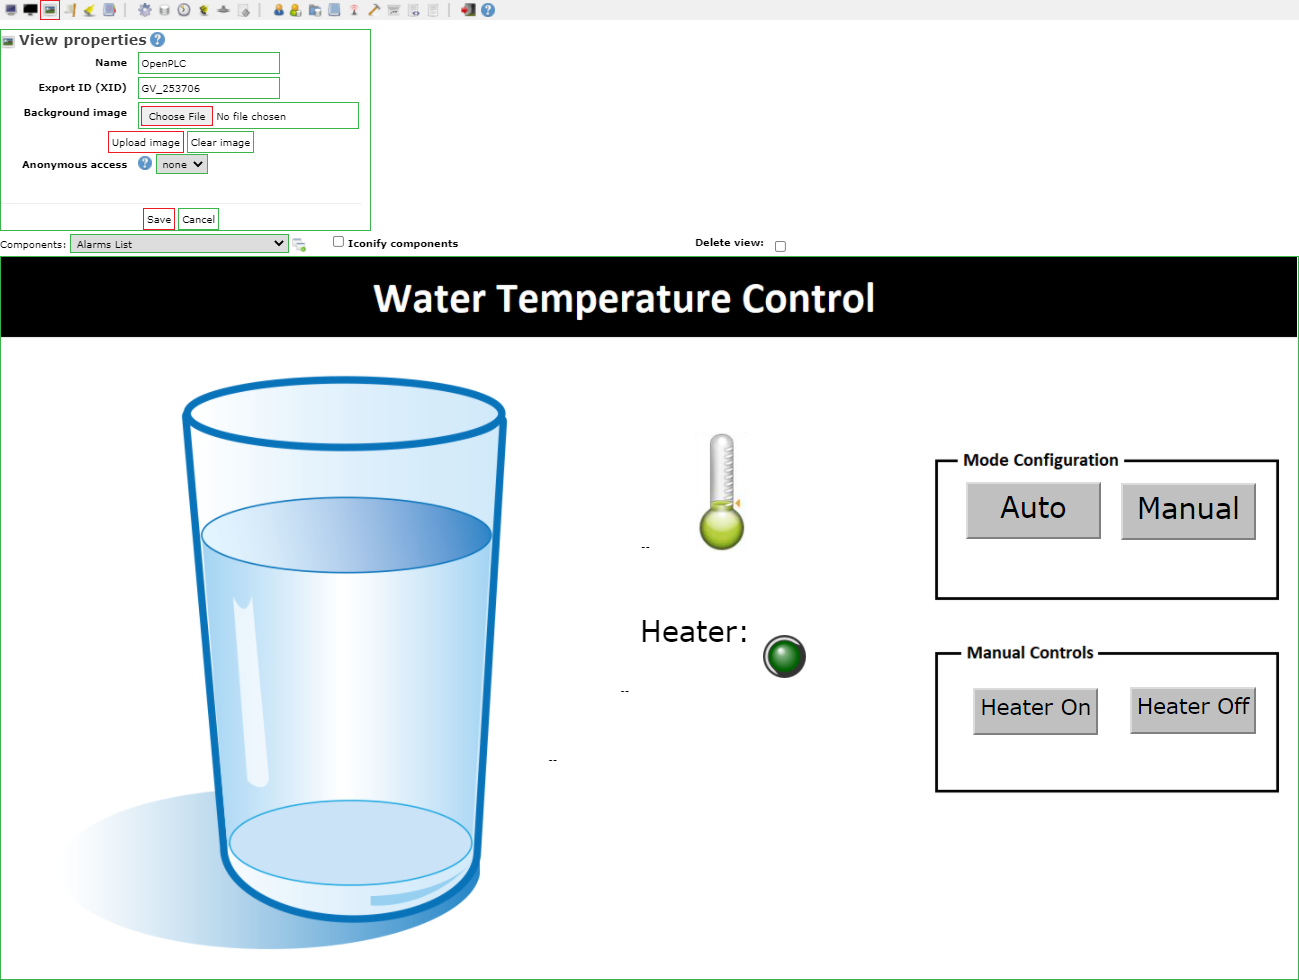 View properties
Name OpenPLC
Export ID (XID) GV_253706
Background image Choose File No file chosen
Upload image Clear image
Anonymous access none
Save Cancel
Components: Alarms List Iconify components Delete view:
Water Temperature Control
Mode Configuration
Auto Manual
--
Heater:
Manual Controls
--
Heater On Heater Off
--